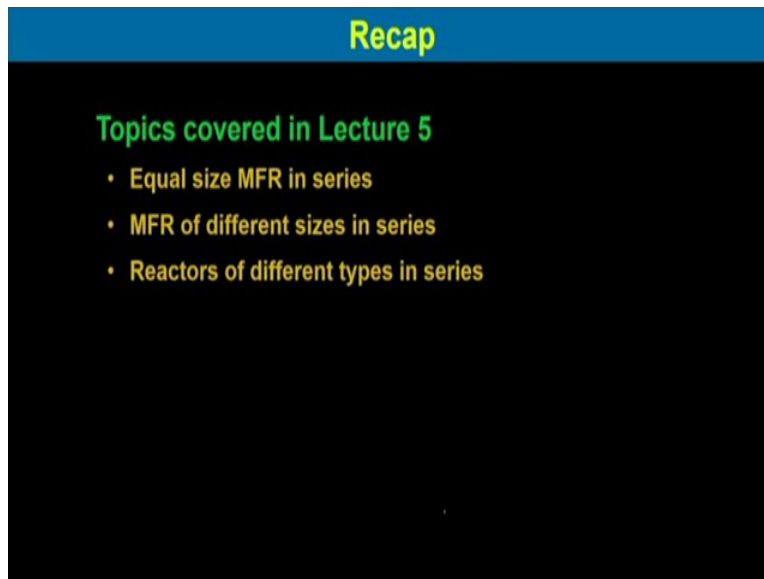 Recap
Topics covered in Lecture 5
• Equal size MFR in series
• MFR of different sizes in series
• Reactors of different types in series